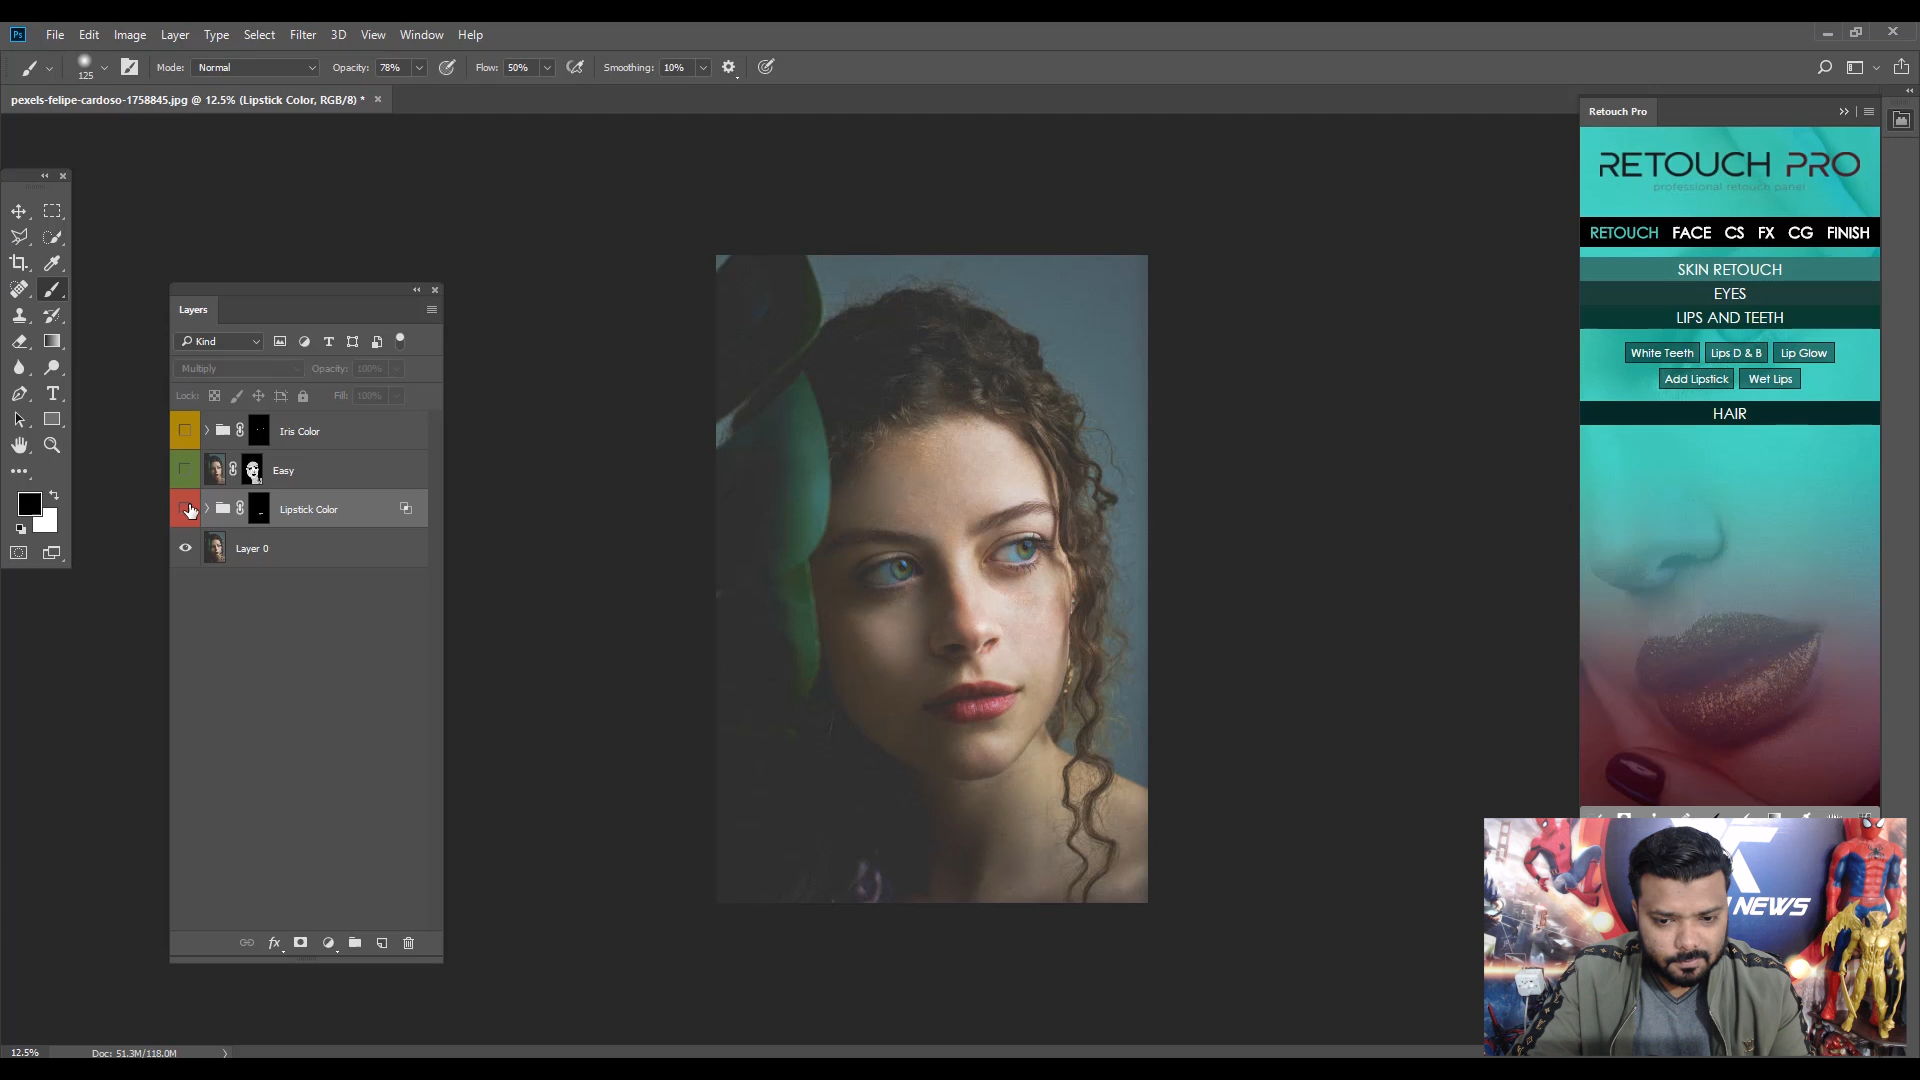 Ps File Edit Image Layer Type Select Filter 3D View Window Help
125 Mode: Normal Opacity: 78% Flow: 50% Smoothing: 10%
pexels-felipe-cardoso-1758845.jpg @ 12.5% (Lipstick Color, RGB/8) *
Retouch Pro
RETOUCH PRO
professional retouch panel
RETOUCH FACE CS FX CG FINISH
SKIN RETOUCH
EYES
LIPS AND TEETH
White Teeth Lips D & B Lip Glow
Add Lipstick Wet Lips
HAIR
Layers
Kind
Multiply Opacity: 100%
Lock: Fill: 100%
Iris Color
Easy
Lipstick Color
Layer 0
fx
NEWS
12.5% Doc: 51.3M/118.0M